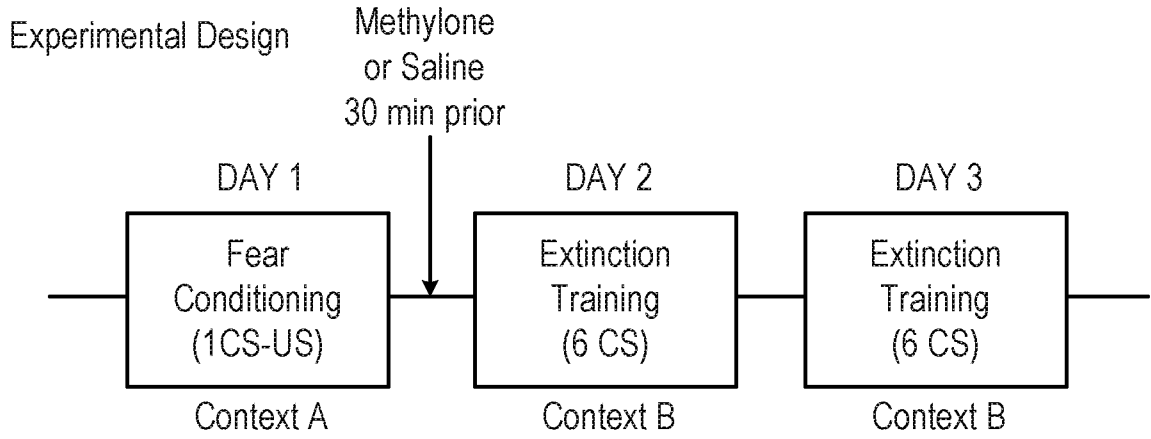 Experimental Design
Methylone
or Saline
30 min prior
DAY 1
DAY 2
DAY 3
Fear
Conditioning
(1CS-US)
Extinction
Training
(6 CS)
Extinction
Training
(6 CS)
Context A
Context B
Context B